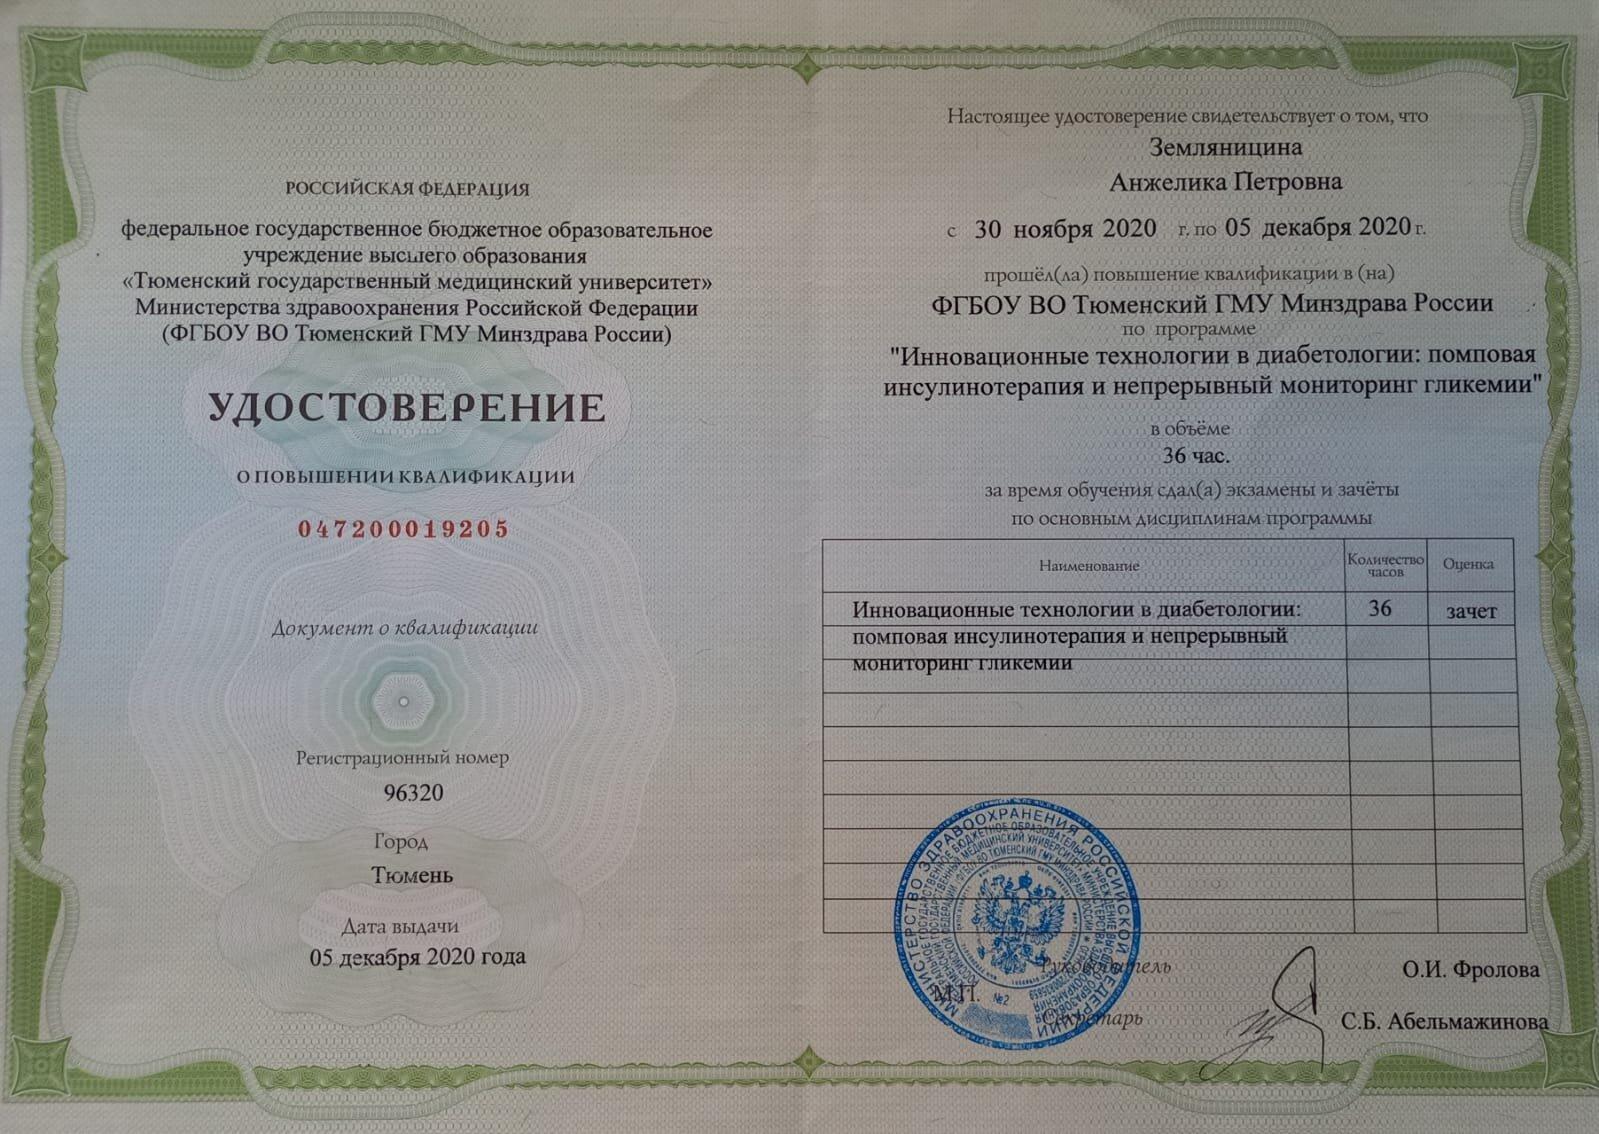 РОССИЙСКАЯ ФЕДЕРАЦИЯ
федеральное государственное бюджетное образовательное
учреждение высшего образования
«Тюменский государственный медицинский университет»
Министерства здравоохранения Российской Федерации
(ФГБОУ ВО Тюменский ГМУ Минздрава России)
УДОСТОВЕРЕНИЕ
О ПОВЫШЕНИИ КВАЛИФИКАЦИИ
047200019205
Документ о квалификации
Регистрационный номер
96320
Город
Тюмень
Дата выдачи
05 декабря 2020 года
Настоящее удостоверение свидетельствует о том, что
Земляницина
Анжелика Петровна
с 30 ноября 2020 г. по 05 декабря 2020 г.
прошёл(ла) повышение квалификации в (на)
ФГБОУ ВО Тюменский ГМУ Минздрава России
по программе
"Инновационные технологии в диабетологии: помповая
инсулинотерапия и непрерывный мониторинг гликемии"
в объёме
36 час.
за время обучения сдал(а) экзамены и зачёты
по основным дисциплинам программы
Наименование Количество часов Оценка
Инновационные технологии в диабетологии: 36 зачет
помповая инсулинотерапия и непрерывный
мониторинг гликемии
МИНИСТЕРСТВО ЗДРАВООХРАНЕНИЯ РОССИЙСКОЙ ФЕДЕРАЦИИ
Руководитель О.И. Фролова
М.П. №2
Секретарь С.Б. Абельмажинова